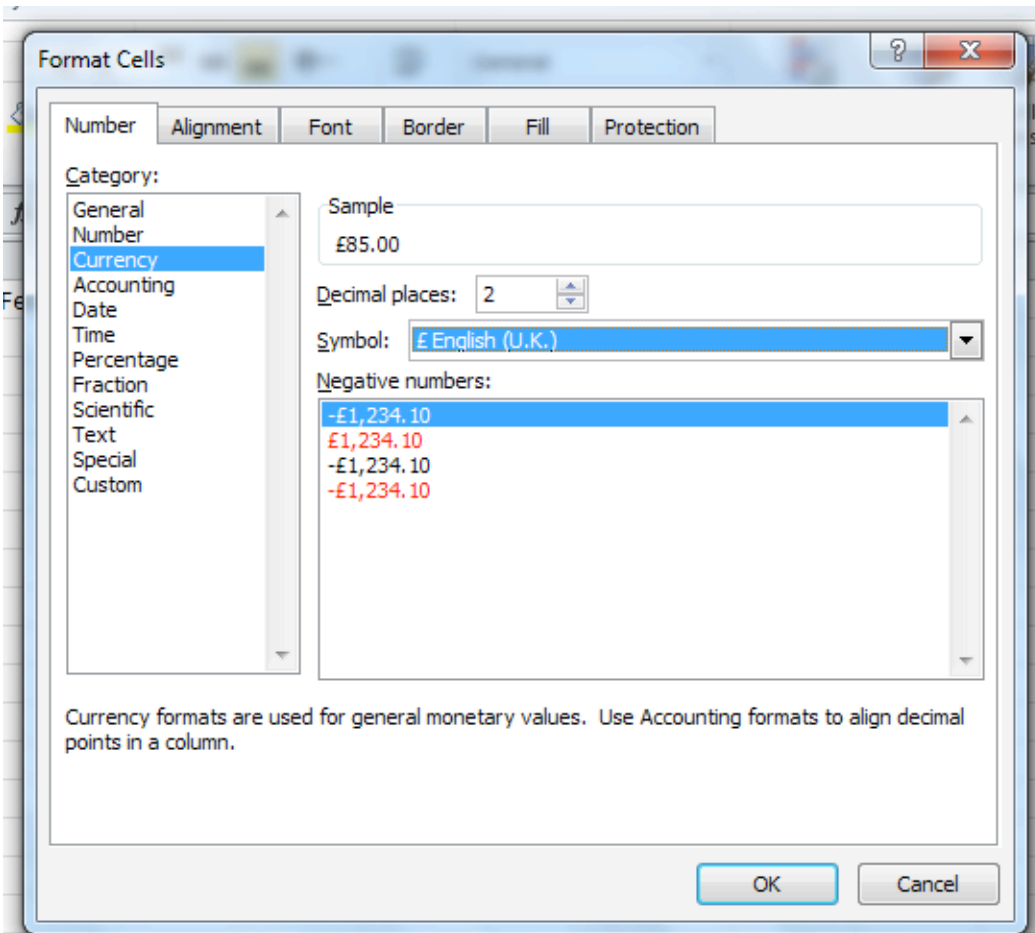 Format Cells
General
?
X
Number
Alignment
Font
Border
Fill
Protection
Category:
General
Number
Currency
Accounting
Date
Time
Percentage
Fraction
Scientific
Text
Special
Custom
Sample
£85.00
Decimal places: 2
Symbol: £ English (U.K.)
Negative numbers:
-£1,234.10
£1,234.10
-£1,234.10
-£1,234.10
Currency formats are used for general monetary values.  Use Accounting formats to align decimal
points in a column.
OK
Cancel
Fe